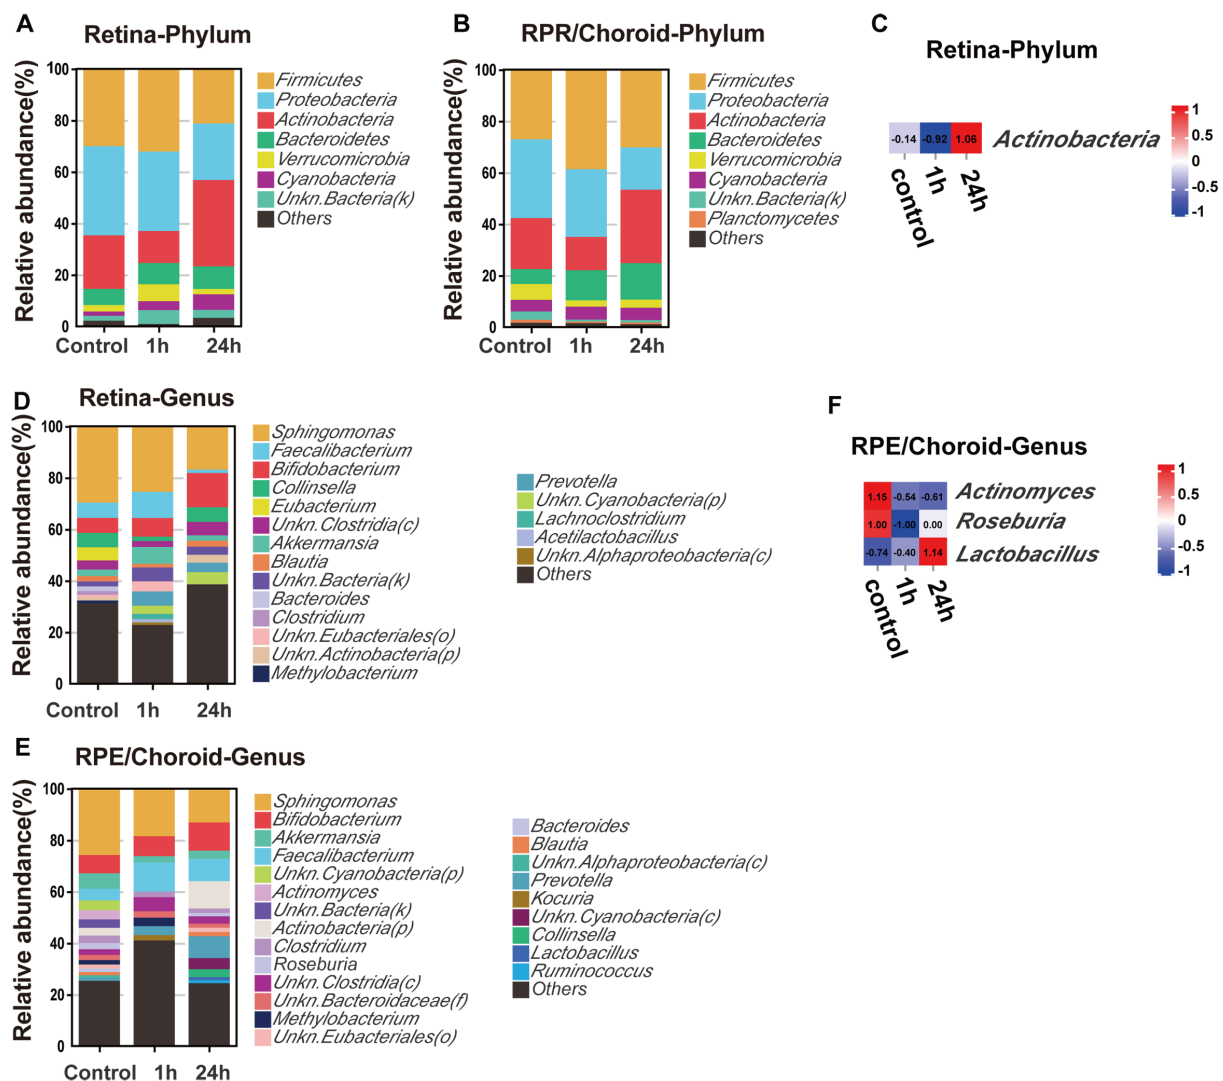 A
Retina-Phylum
Relative abundance(%)
100
80
60
40
20
0
Control 1h 24h
Firmicutes
Proteobacteria
Actinobacteria
Bacteroidetes
Verrucomicrobia
Cyanobacteria
Unkn.Bacteria(k)
Others
B
RPR/Choroid-Phylum
Relative abundance(%)
100
80
60
40
20
0
Control 1h 24h
Firmicutes
Proteobacteria
Actinobacteria
Bacteroidetes
Verrucomicrobia
Cyanobacteria
Unkn.Bacteria(k)
Planctomycetes
Others
C
Retina-Phylum
-0.14 -0.92 1.06 Actinobacteria
control 1h 24h
1
0.5
0
-0.5
-1
D
Retina-Genus
Relative abundance(%)
100
80
60
40
20
0
Control 1h 24h
Sphingomonas
Faecalibacterium
Bifidobacterium
Collinsella
Eubacterium
Unkn.Clostridia(c)
Akkermansia
Blautia
Unkn.Bacteria(k)
Bacteroides
Clostridium
Unkn.Eubacteriales(o)
Unkn.Actinobacteria(p)
Methylobacterium
Prevotella
Unkn.Cyanobacteria(p)
Lachnoclostridium
Acetilactobacillus
Unkn.Alphaproteobacteria(c)
Others
F
RPE/Choroid-Genus
1.15 -0.54 -0.61 Actinomyces
1.00 -1.00 0.00 Roseburia
-0.74 -0.40 1.14 Lactobacillus
control 1h 24h
1
0.5
0
-0.5
-1
E
RPE/Choroid-Genus
Relative abundance(%)
100
80
60
40
20
0
Control 1h 24h
Sphingomonas
Bifidobacterium
Akkermansia
Faecalibacterium
Unkn.Cyanobacteria(p)
Actinomyces
Unkn.Bacteria(k)
Actinobacteria(p)
Clostridium
Roseburia
Unkn.Clostridia(c)
Unkn.Bacteroidaceae(f)
Methylobacterium
Unkn.Eubacteriales(o)
Bacteroides
Blautia
Unkn.Alphaproteobacteria(c)
Prevotella
Kocuria
Unkn.Cyanobacteria(c)
Collinsella
Lactobacillus
Ruminococcus
Others